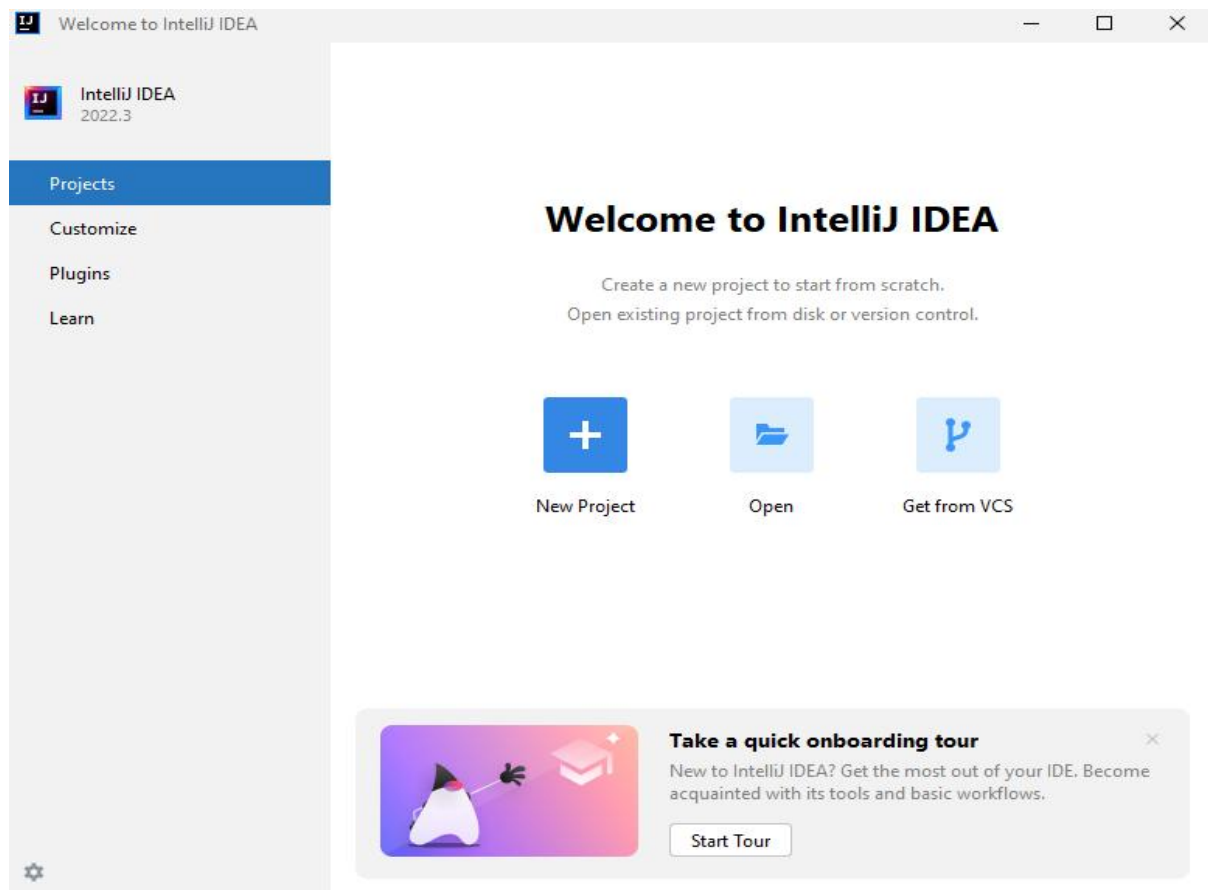 Welcome to IntelliJ IDEA
IntelliJ IDEA
2022.3
Projects
Customize
Plugins
Learn
Welcome to IntelliJ IDEA
Create a new project to start from scratch.
Open existing project from disk or version control.
New Project
Open
Get from VCS
Take a quick onboarding tour
New to IntelliJ IDEA? Get the most out of your IDE. Become
acquainted with its tools and basic workflows.
Start Tour